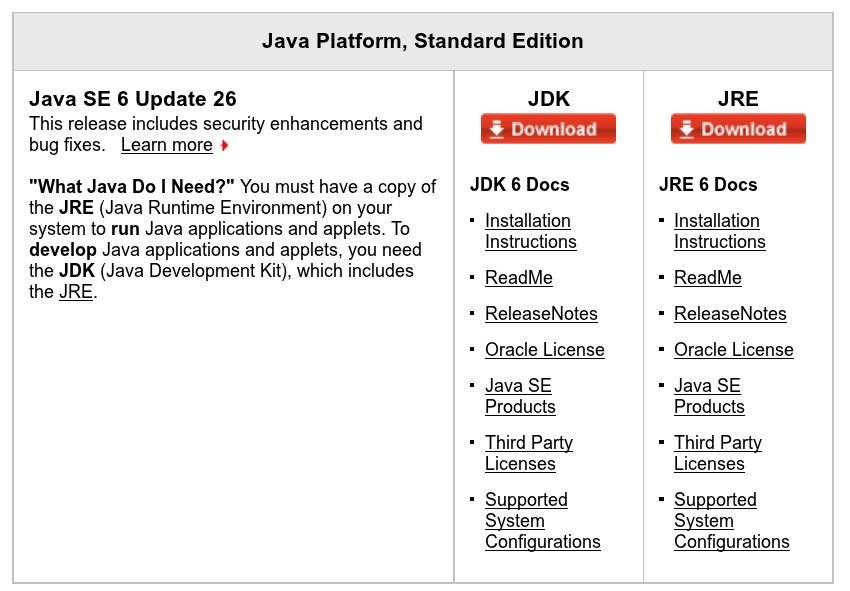 Java Platform, Standard Edition
Java SE 6 Update 26
This release includes security enhancements and
bug fixes. Learn more
"What Java Do I Need?" You must have a copy of
the JRE (Java Runtime Environment) on your
system to run Java applications and applets. To
develop Java applications and applets, you need
the JDK (Java Development Kit), which includes
the JRE.
JDK
Download
JDK 6 Docs
Installation
Instructions
ReadMe
ReleaseNotes
Oracle License
Java SE
Products
Third Party
Licenses
Supported
System
Configurations
JRE
Download
JRE 6 Docs
Installation
Instructions
ReadMe
ReleaseNotes
Oracle License
Java SE
Products
Third Party
Licenses
Supported
System
Configurations